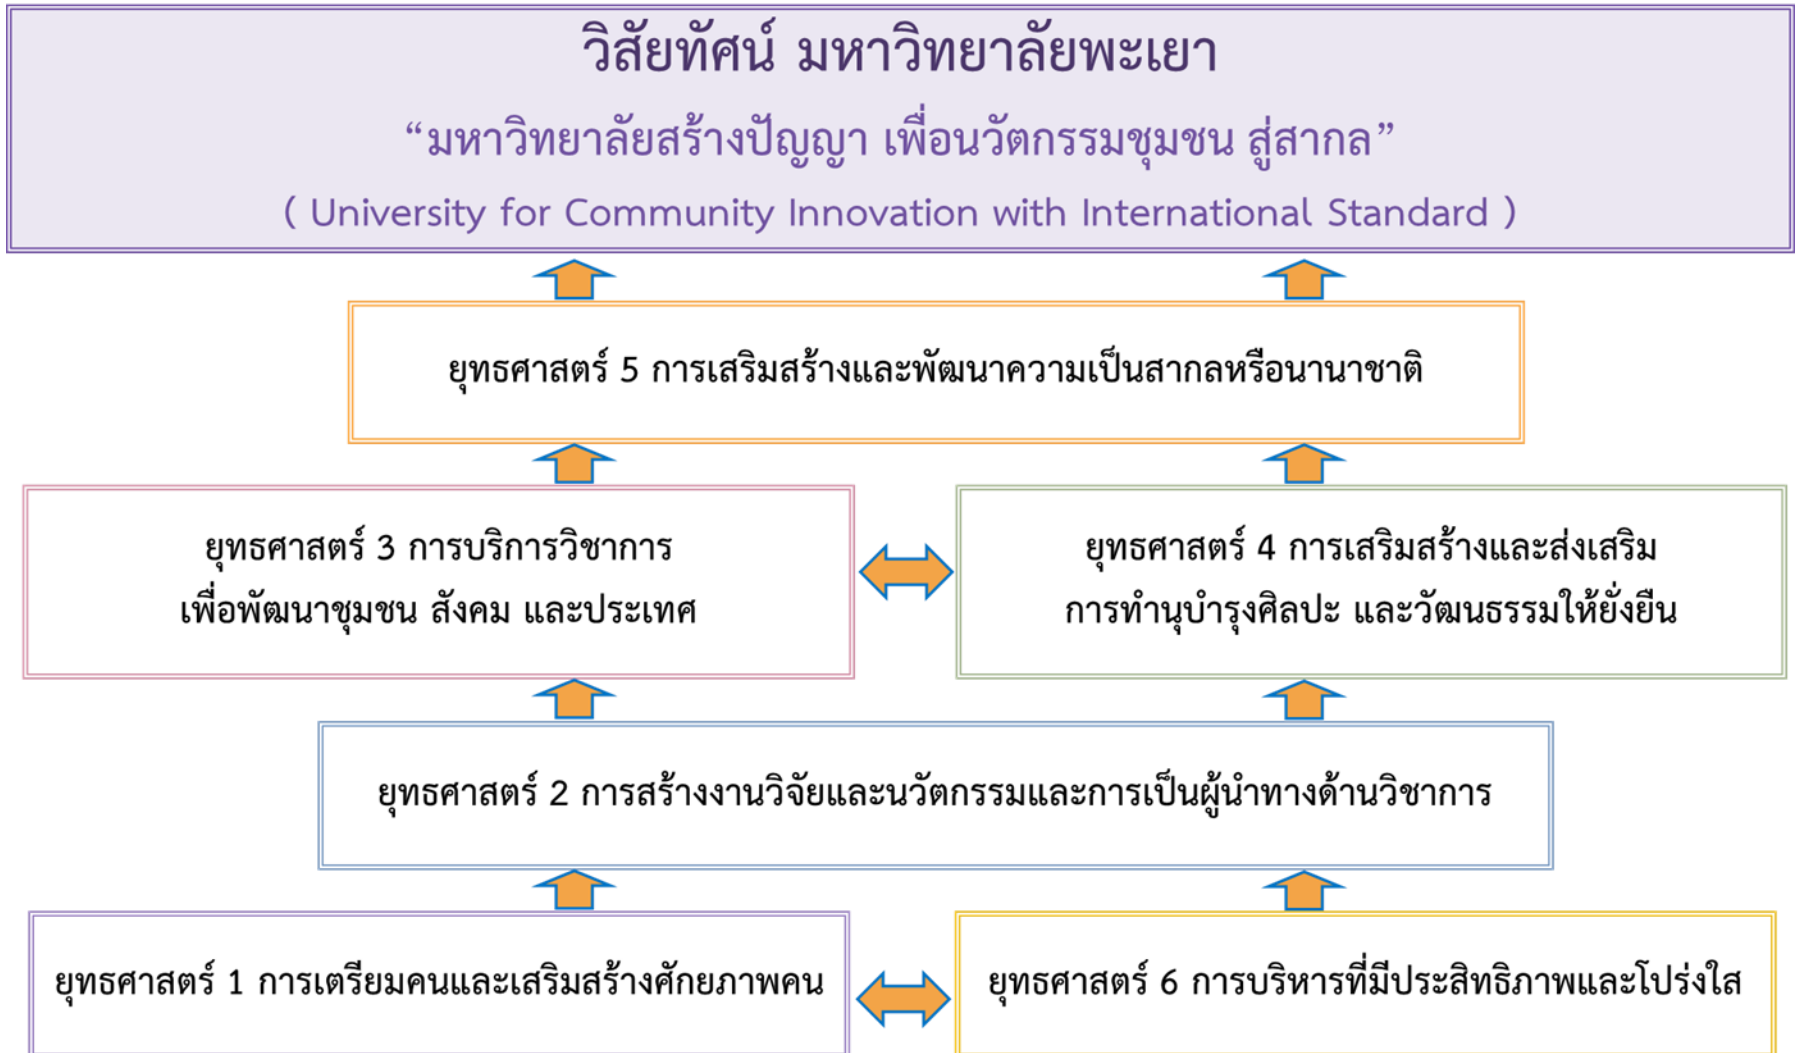 วิสัยทัศน์ มหาวิทยาลัยพะเยา
“มหาวิทยาลัยสร้างปัญญา เพื่อนวัตกรรมชุมชน สู่สากล”
( University for Community Innovation with International Standard )
ยุทธศาสตร์ 5 การเสริมสร้างและพัฒนาความเป็นสากลหรือนานาชาติ
ยุทธศาสตร์ 3 การบริการวิชาการ
เพื่อพัฒนาชุมชน สังคม และประเทศ
ยุทธศาสตร์ 4 การเสริมสร้างและส่งเสริม
การทำนุบำรุงศิลปะ และวัฒนธรรมให้ยั่งยืน
ยุทธศาสตร์ 2 การสร้างงานวิจัยและนวัตกรรมและการเป็นผู้นำทางด้านวิชาการ
ยุทธศาสตร์ 1 การเตรียมคนและเสริมสร้างศักยภาพคน
ยุทธศาสตร์ 6 การบริหารที่มีประสิทธิภาพและโปร่งใส